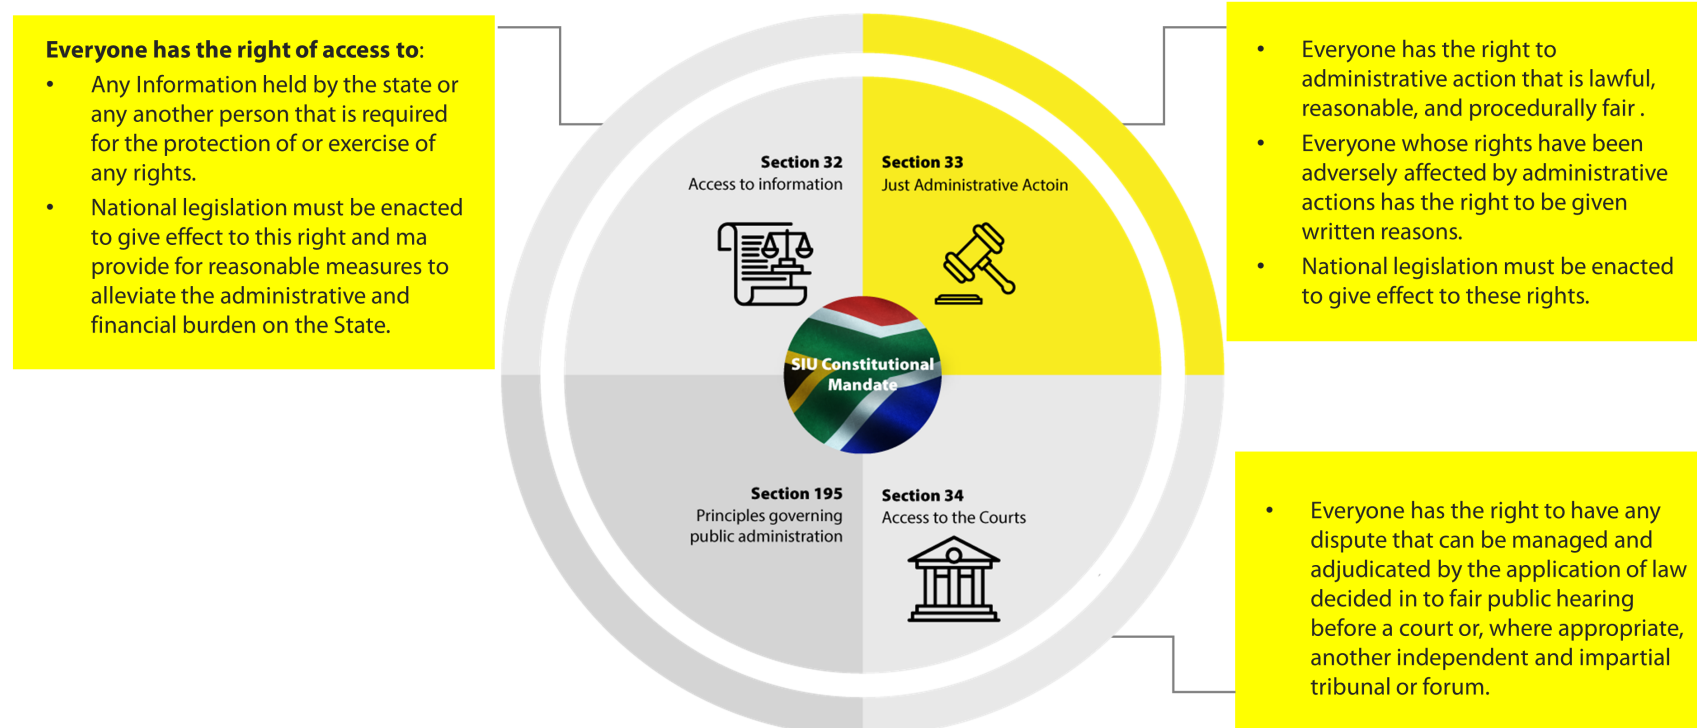 Everyone has the right of access to:
• Any Information held by the state or
any another person that is required
for the protection of or exercise of
any rights.
• National legislation must be enacted
to give effect to this right and ma
provide for reasonable measures to
alleviate the administrative and
financial burden on the State.
Section 32
Access to information
Section 33
Just Administrative Actoin
SIU Constitutional
Mandate
Section 195
Principles governing
public administration
Section 34
Access to the Courts
• Everyone has the right to
administrative action that is lawful,
reasonable, and procedurally fair .
• Everyone whose rights have been
adversely affected by administrative
actions has the right to be given
written reasons.
• National legislation must be enacted
to give effect to these rights.
• Everyone has the right to have any
dispute that can be managed and
adjudicated by the application of law
decided in to fair public hearing
before a court or, where appropriate,
another independent and impartial
tribunal or forum.